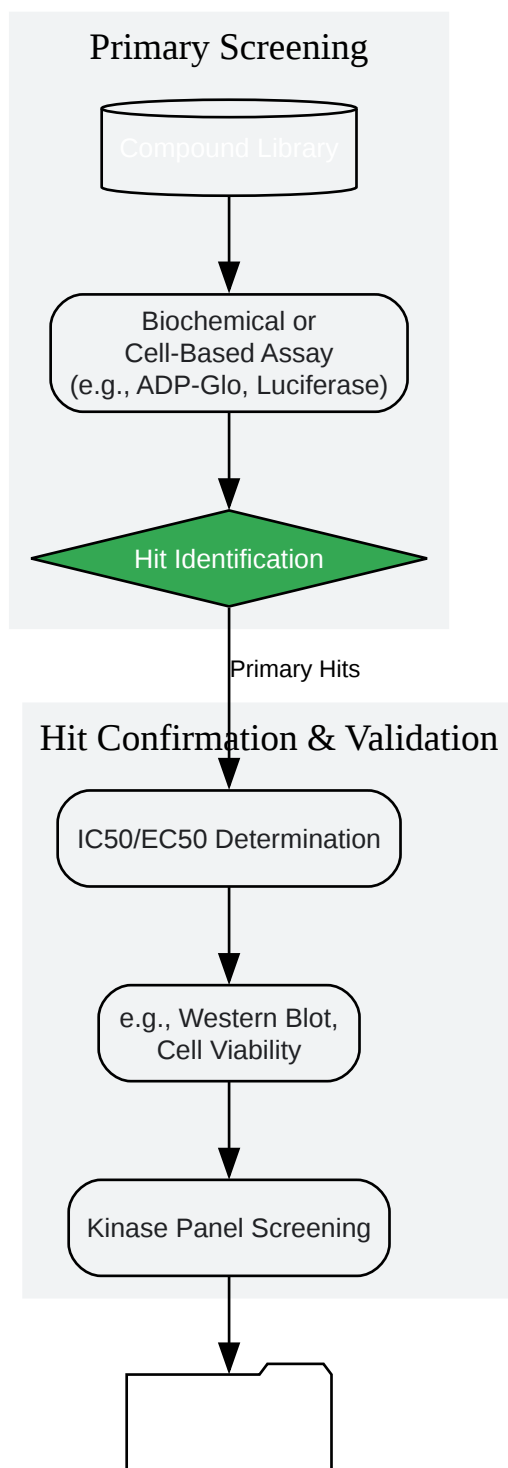 Primary Screening
Compound Library
Biochemical or
Cell-Based Assay
(e.g., ADP-Glo, Luciferase)
Hit Identification
Primary Hits
Hit Confirmation & Validation
IC50/EC50 Determination
e.g., Western Blot,
Cell Viability
Kinase Panel Screening